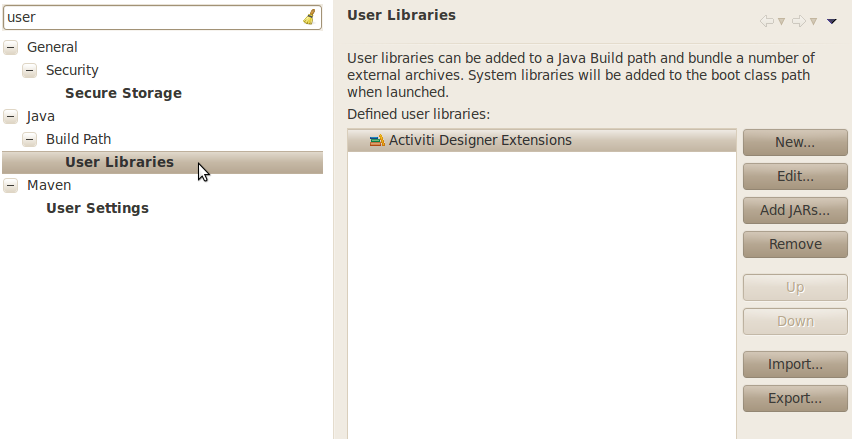 user
General
Security
Secure Storage
Java
Build Path
User Libraries
Maven
User Settings
User Libraries
User libraries can be added to a Java Build path and bundle a number of
external archives. System libraries will be added to the boot class path
when launched.
Defined user libraries:
Activiti Designer Extensions
New...
Edit...
Add JARs...
Remove
Up
Down
Import...
Export...